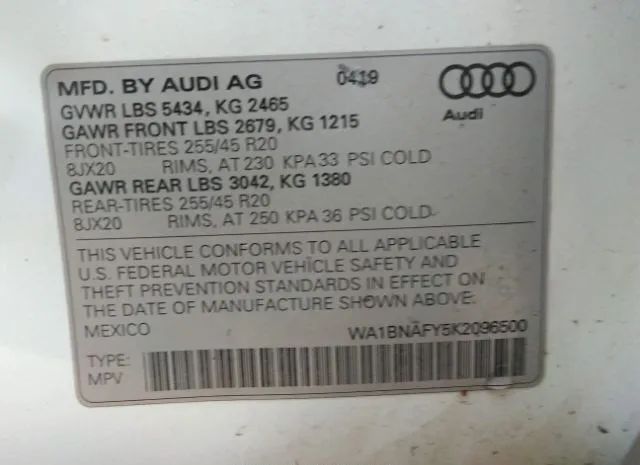 MFD. BY AUDI AG 0419
GVWR LBS 5434, KG 2465
GAWR FRONT LBS 2679, KG 1215
FRONT-TIRES 255/45 R20
8JX20 RIMS, AT 230 KPA 33 PSI COLD
GAWR REAR LBS 3042, KG 1380
REAR-TIRES 255/45 R20
8JX20 RIMS, AT 250 KPA 36 PSI COLD.
Audi
THIS VEHICLE CONFORMS TO ALL APPLICABLE
U.S. FEDERAL MOTOR VEHICLE SAFETY AND
THEFT PREVENTION STANDARDS IN EFFECT ON
THE DATE OF MANUFACTURE SHOWN ABOVE.
MEXICO WA1BNAFY5K2096500
TYPE:
MPV